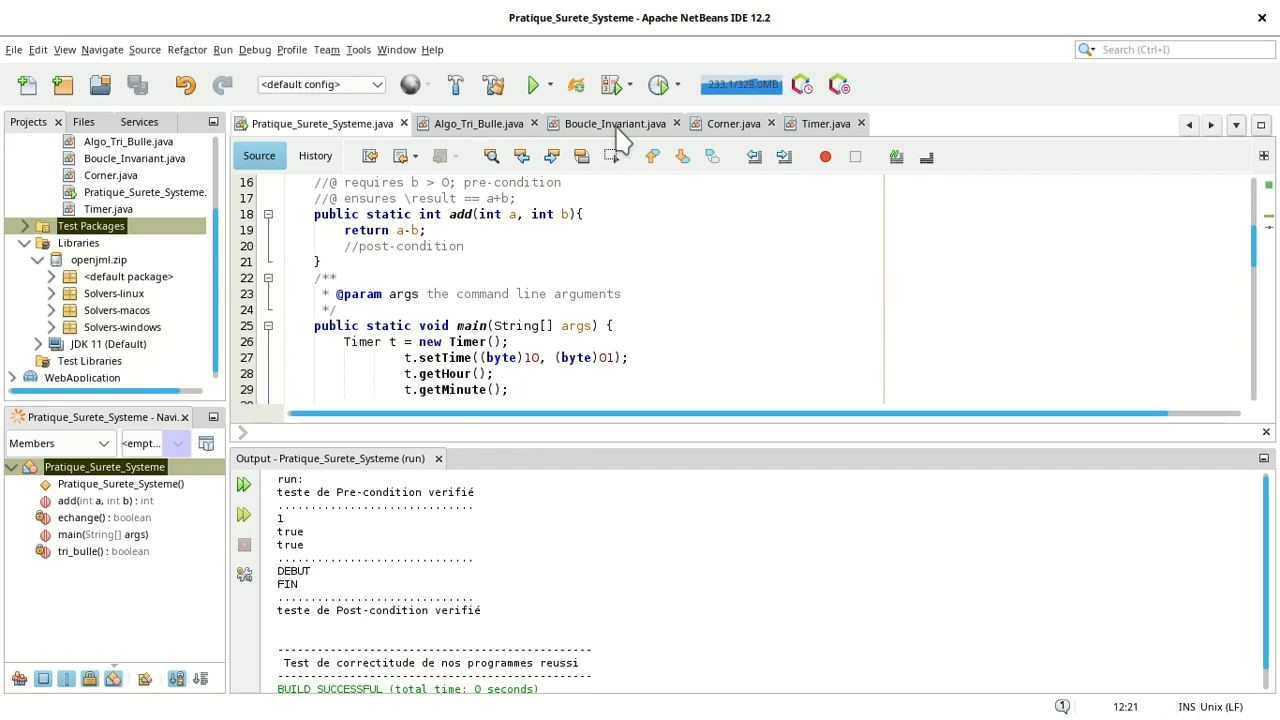 Pratique_Surete_Systeme - Apache NetBeans IDE 12.2
File Edit View Navigate Source Refactor Run Debug Profile Team Tools Window Help
Search (Ctrl+I)
<default config>
233.1/328.0MB
Projects Files Services
Algo_Tri_Bulle.java
Boucle_Invariant.java
Corner.java
Pratique_Surete_Systeme.
Timer.java
Test Packages
Libraries
openjml.zip
<default package>
Solvers-linux
Solvers-macos
Solvers-windows
JDK 11 (Default)
Test Libraries
WebApplication
Pratique_Surete_Systeme.java Algo_Tri_Bulle.java Boucle_Invariant.java Corner.java Timer.java
Source History
16 //@ requires b > 0; pre-condition
17 //@ ensures \result == a+b;
18 public static int add(int a, int b){
19 return a-b;
20 //post-condition
21 }
22 /**
23 * @param args the command line arguments
24 */
25 public static void main(String[] args) {
26 Timer t = new Timer();
27 t.setTime((byte)10, (byte)01);
28 t.getHour();
29 t.getMinute();
Pratique_Surete_Systeme - Navi...
Members <empt...
Pratique_Surete_Systeme
Pratique_Surete_Systeme()
add(int a, int b) : int
echange() : boolean
main(String[] args)
tri_bulle() : boolean
Output - Pratique_Surete_Systeme (run)
run:
teste de Pre-condition verifié
.............................
1
true
true
.............................
DEBUT
FIN
.............................
teste de Post-condition verifié
-----------------------------------------------
Test de correctitude de nos programmes reussi
-----------------------------------------------
BUILD SUCCESSFUL (total time: 0 seconds)
1 12:21 INS Unix (LF)